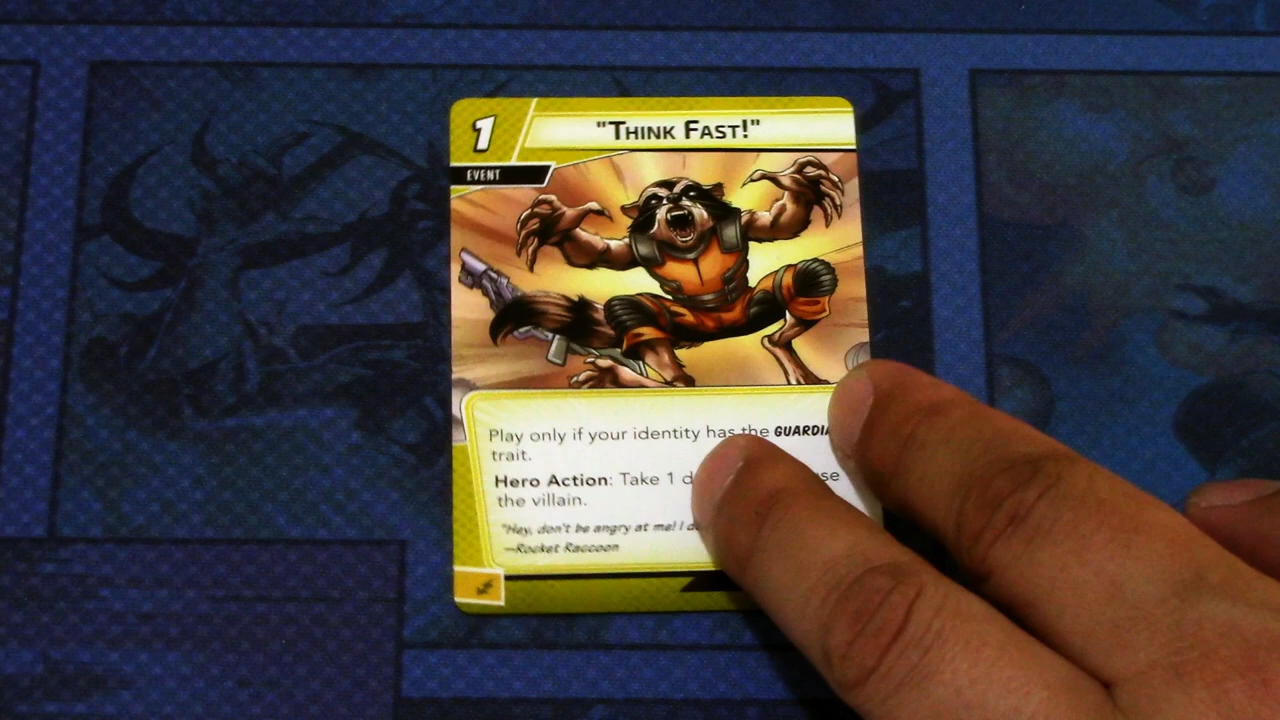 1
"THINK FAST!"
EVENT
Play only if your identity has the GUARDIA
trait.
Hero Action: Take 1 d
the villain.
"Hey, don't be angry at me! I d
—Rocket Raccoon